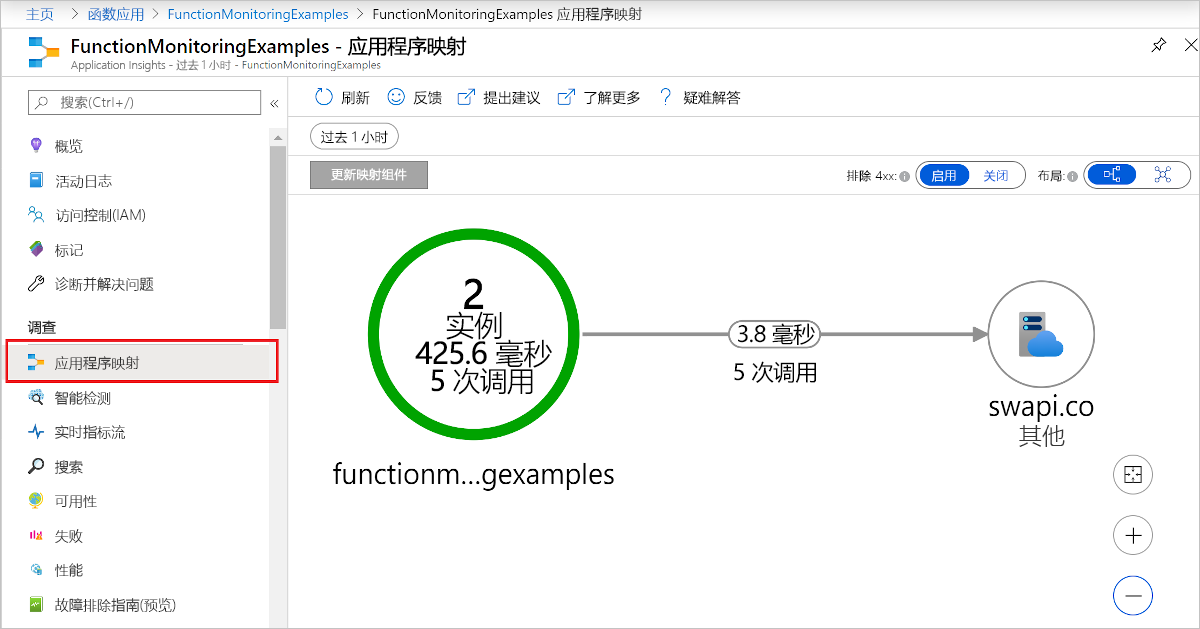 主页 > 函数应用 > FunctionMonitoringExamples > FunctionMonitoringExamples 应用程序映射
FunctionMonitoringExamples - 应用程序映射
Application Insights - 过去 1 小时 - FunctionMonitoringExamples
搜索(Ctrl+/)
«
刷新 反馈 提出建议 了解更多 ? 疑难解答
过去 1 小时
更新映射组件
排除 4xx: 启用 关闭 布局:
概览
活动日志
访问控制(IAM)
标记
诊断并解决问题
调查
应用程序映射
智能检测
实时指标流
搜索
可用性
失败
性能
故障排除指南(预览)
2
实例
425.6 毫秒
5 次调用
functionm...gexamples
3.8 毫秒
5 次调用
swapi.co
其他